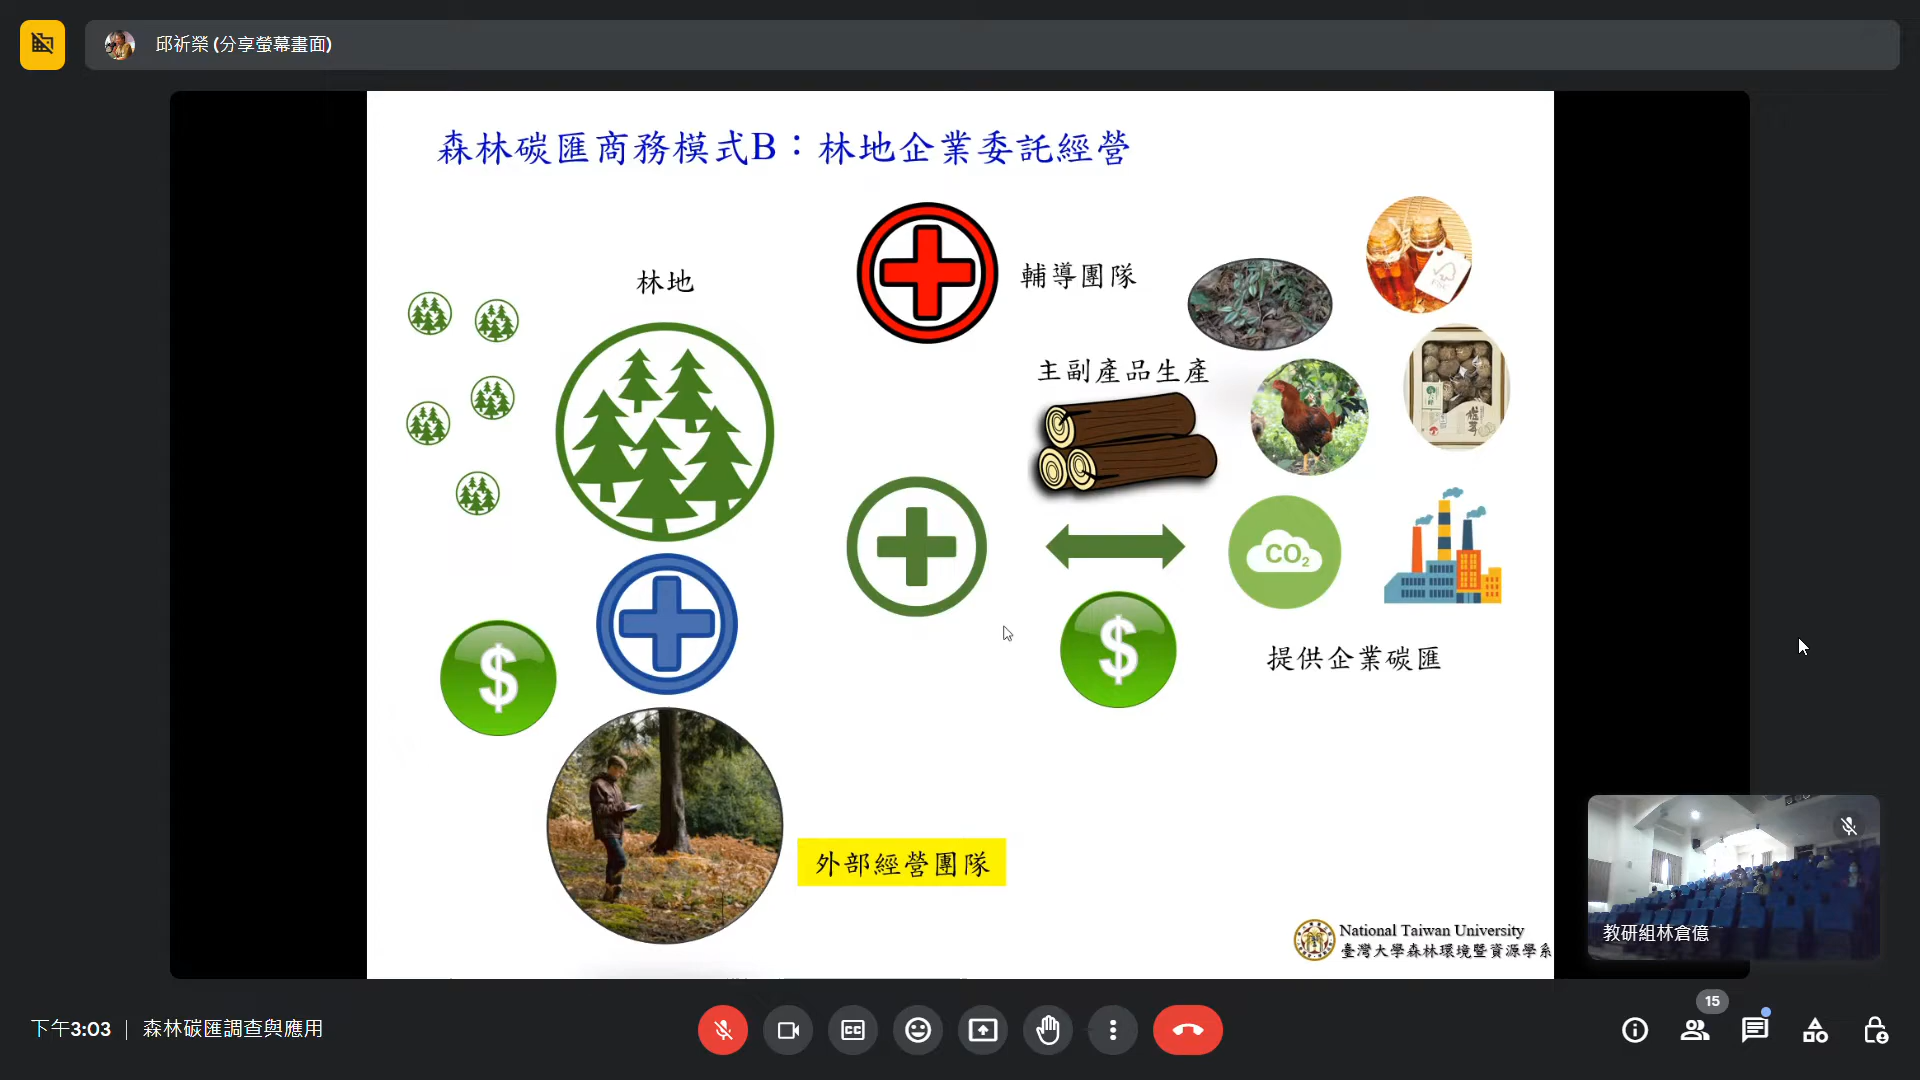 邱祈榮 (分享螢幕畫面)
森林碳匯商務模式B：林地企業委託經營
林地
輔導團隊
主副產品生產
CO2
$
$
提供企業碳匯
外部經營團隊
National Taiwan University
臺灣大學森林環境暨資源學系
教研組林倉億
15
下午3:03 | 森林碳匯調查與應用
CC